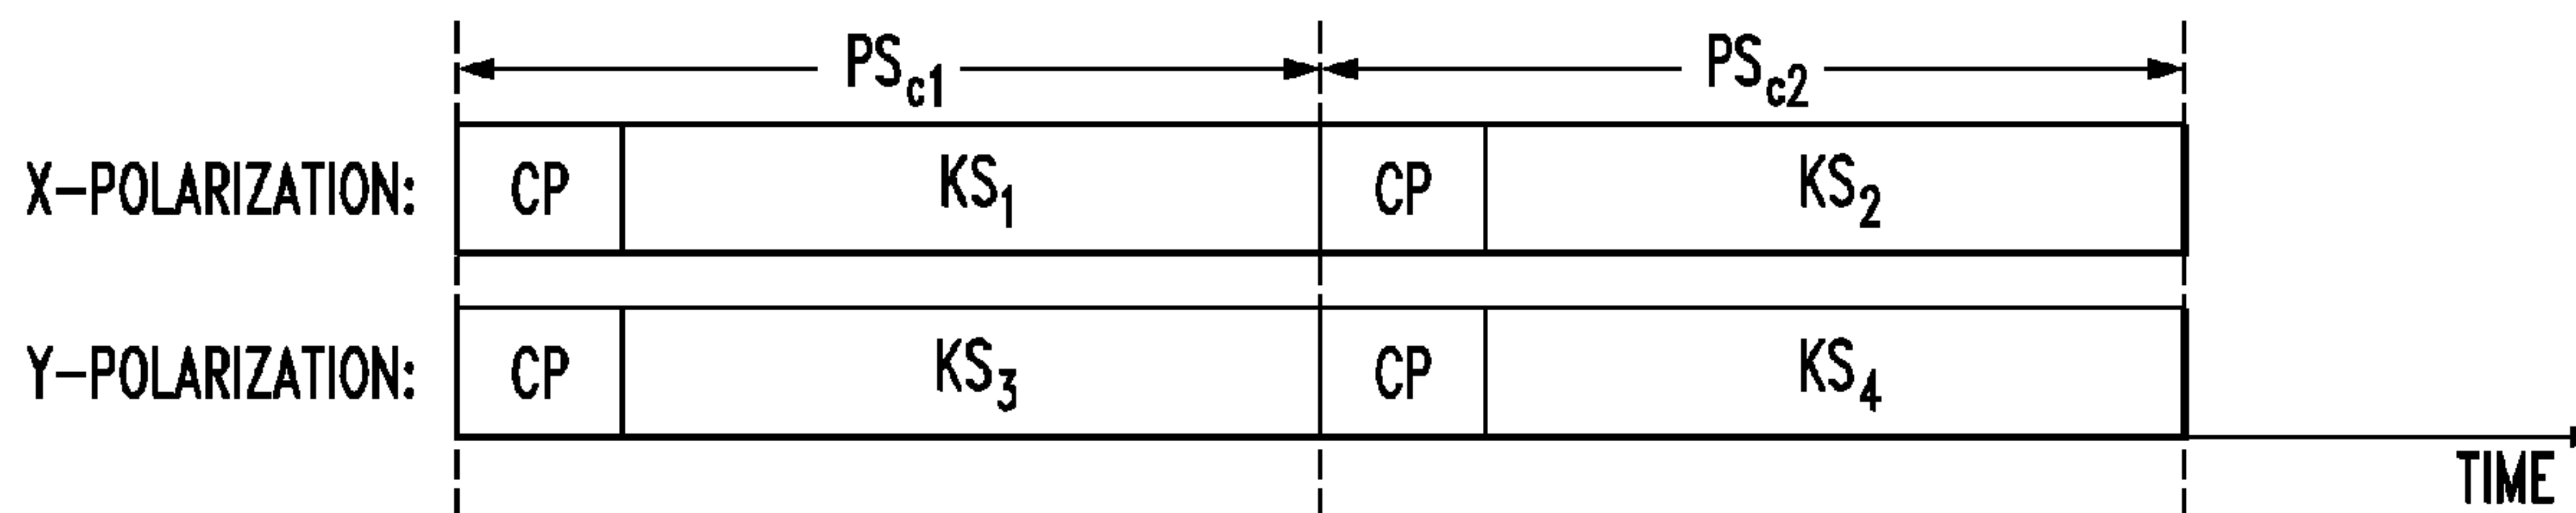 PSc1 PSc2
X-POLARIZATION: CP KS1 CP KS2
Y-POLARIZATION: CP KS3 CP KS4
TIME